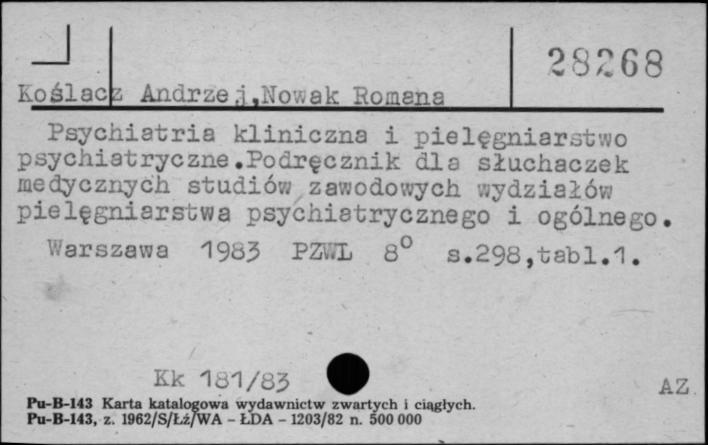 28268
Koślacz Andrzej,Nowak Romana
Psychiatria kliniczna i pielęgniarstwo
psychiatryczne.Podręcznik dla słuchaczek
medycznych studiów zawodowych wydziałów
pielęgniarstwa psychiatrycznego i ogólnego.
Warszawa 1983 PZWL 8° s.298,tabl.1.
Kk 181/83
AZ
Pu-B-143 Karta katalogowa wydawnictw zwartych i ciągłych.
Pu-B-143, z. 1962/S/Łź/WA - ŁDA - 1203/82 n. 500 000